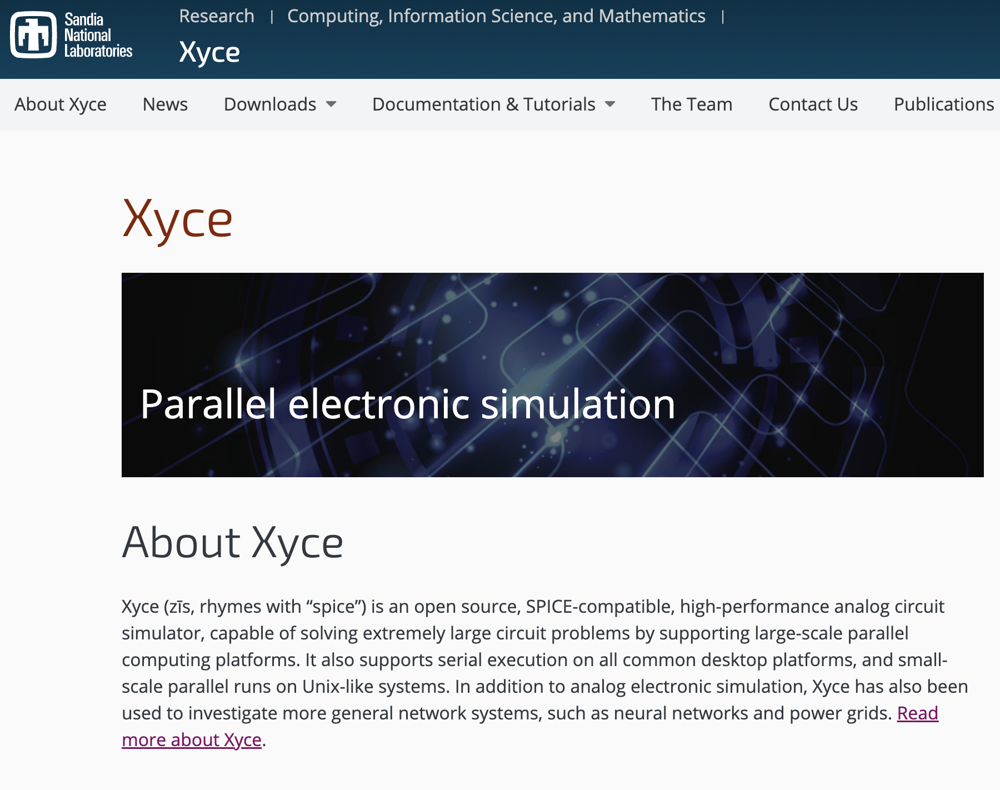 Sandia
National
Laboratories
Research | Computing, Information Science, and Mathematics |
Xyce
About Xyce News Downloads Documentation & Tutorials The Team Contact Us Publications
Xyce
Parallel electronic simulation
About Xyce
Xyce (zīs, rhymes with “spice”) is an open source, SPICE-compatible, high-performance analog circuit
simulator, capable of solving extremely large circuit problems by supporting large-scale parallel
computing platforms. It also supports serial execution on all common desktop platforms, and small-
scale parallel runs on Unix-like systems. In addition to analog electronic simulation, Xyce has also been
used to investigate more general network systems, such as neural networks and power grids. Read
more about Xyce.